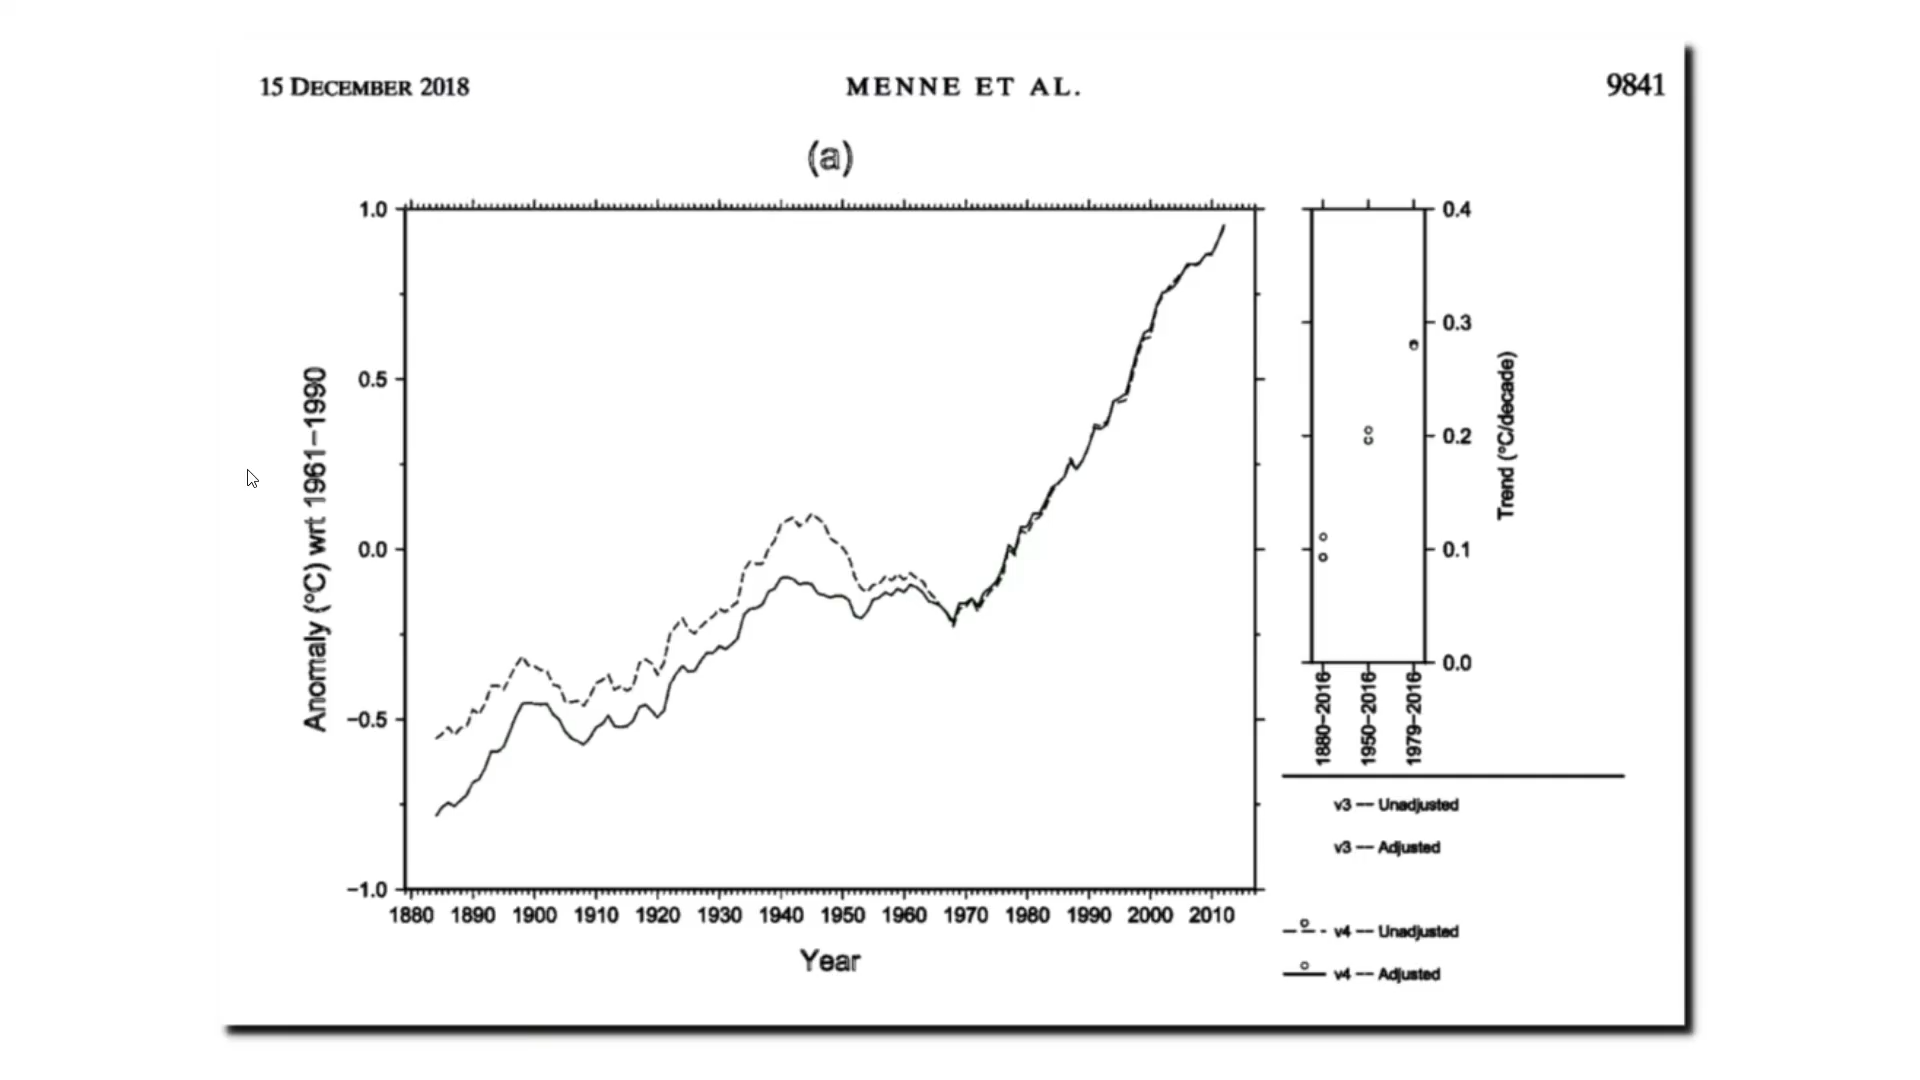 15 DECEMBER 2018 MENNE ET AL. 9841
(a)
Anomaly (°C) wrt 1961–1990
1.0
0.5
0.0
−0.5
−1.0
1880 1890 1900 1910 1920 1930 1940 1950 1960 1970 1980 1990 2000 2010
Year
0.4
0.3
0.2
0.1
0.0
Trend (°C/decade)
1880–2016
1950–2016
1979–2016
v3 –– Unadjusted
v3 –– Adjusted
v4 –– Unadjusted
v4 –– Adjusted